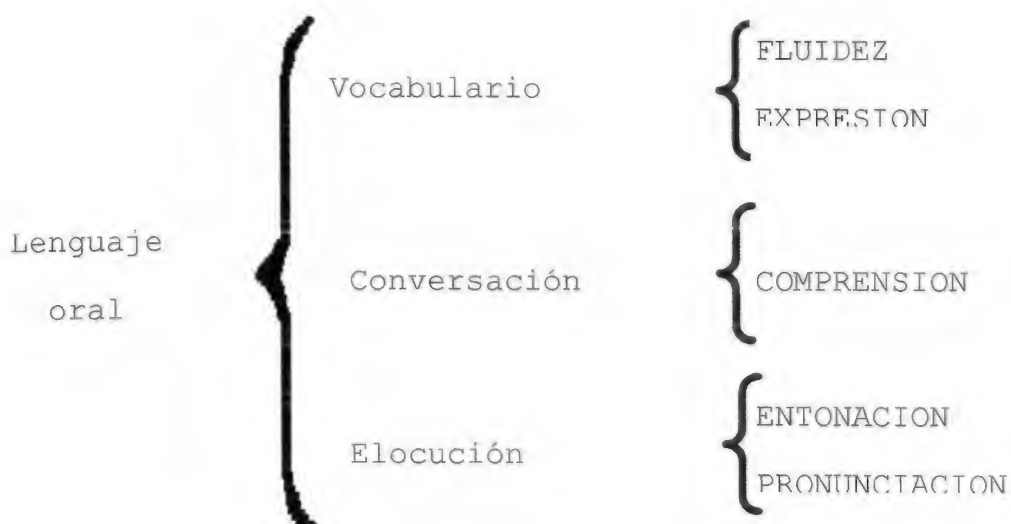 Lenguaje
oral
Vocabulario
FLUIDEZ
EXPRESION
Conversación
COMPRENSION
Elocución
ENTONACION
PRONUNCIACION